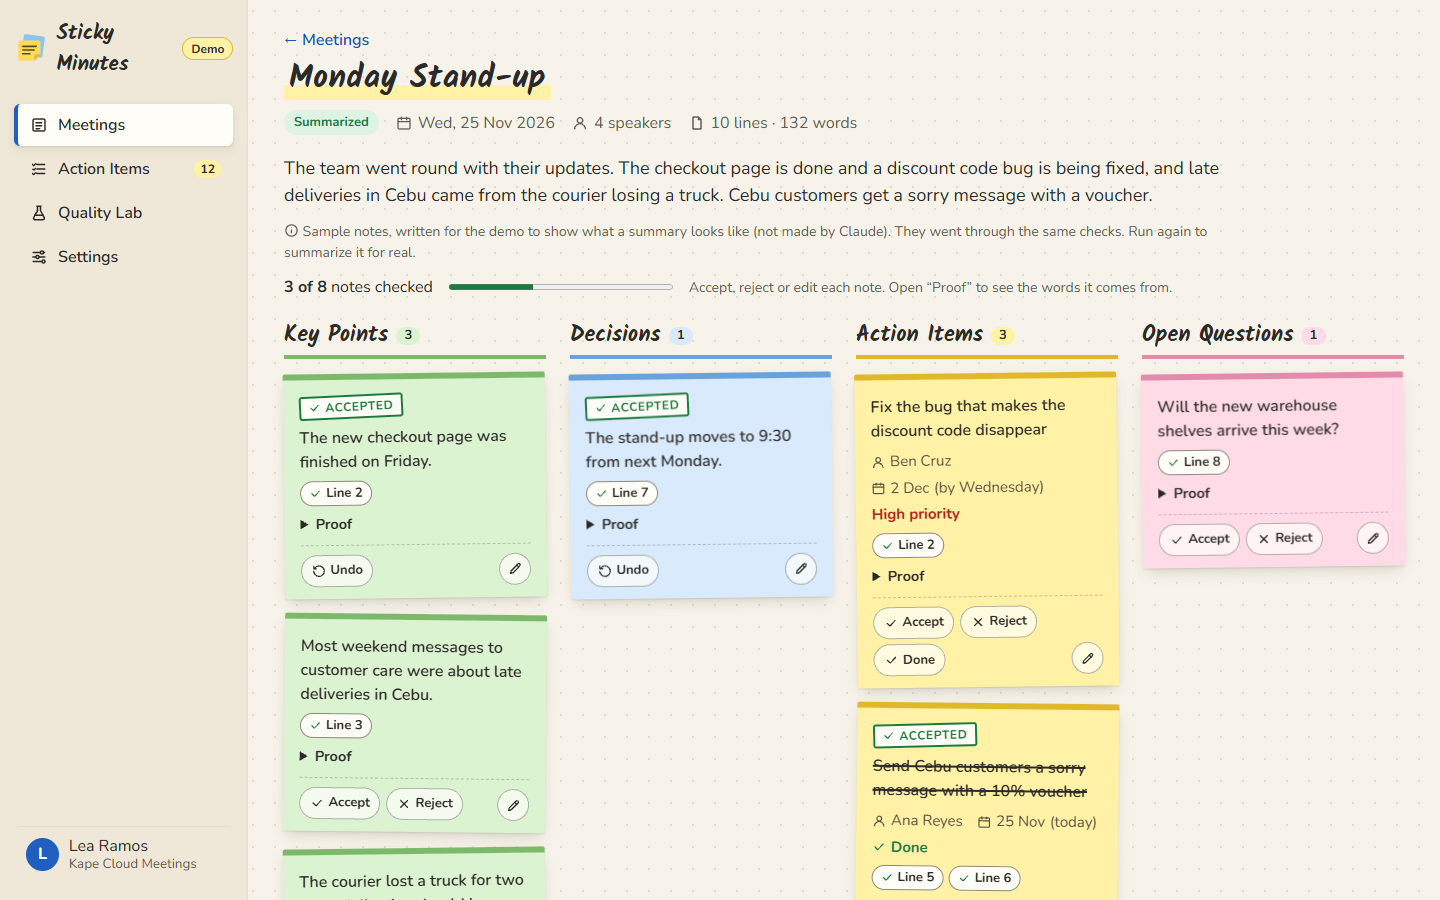 Sticky
Minutes
Demo
Meetings
Action Items 12
Quality Lab
Settings
Lea Ramos
L
Kape Cloud Meetings
← Meetings
Monday Stand-up
Summarized Wed, 25 Nov 2026 4 speakers 10 lines · 132 words
The team went round with their updates. The checkout page is done and a discount code bug is being fixed, and late
deliveries in Cebu came from the courier losing a truck. Cebu customers get a sorry message with a voucher.
Sample notes, written for the demo to show what a summary looks like (not made by Claude). They went through the same checks. Run again to
summarize it for real.
3 of 8 notes checked Accept, reject or edit each note. Open “Proof” to see the words it comes from.
Key Points 3
ACCEPTED
The new checkout page was
finished on Friday.
Line 2
Proof
Undo
Most weekend messages to
customer care were about late
deliveries in Cebu.
Line 3
Proof
Accept Reject
The courier lost a truck for two
Decisions 1
ACCEPTED
The stand-up moves to 9:30
from next Monday.
Line 7
Proof
Undo
Action Items 3
Fix the bug that makes the
discount code disappear
Ben Cruz
2 Dec (by Wednesday)
High priority
Line 2
Proof
Accept Reject
Done
ACCEPTED
Send Cebu customers a sorry
message with a 10% voucher
Ana Reyes 25 Nov (today)
Done
Line 5 Line 6
Open Questions 1
Will the new warehouse
shelves arrive this week?
Line 8
Proof
Accept Reject